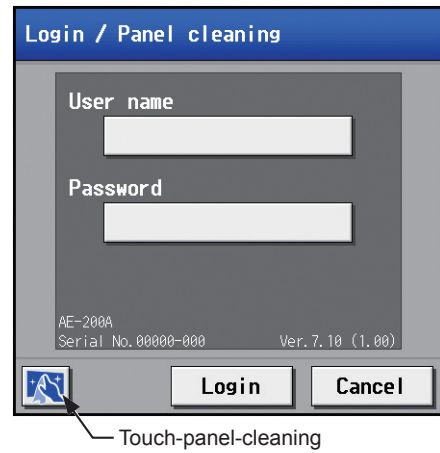 Login / Panel cleaning
User name
Password
AE-200A
Serial No.00000-000 Ver.7.10 (1.00)
Login Cancel
Touch-panel-cleaning